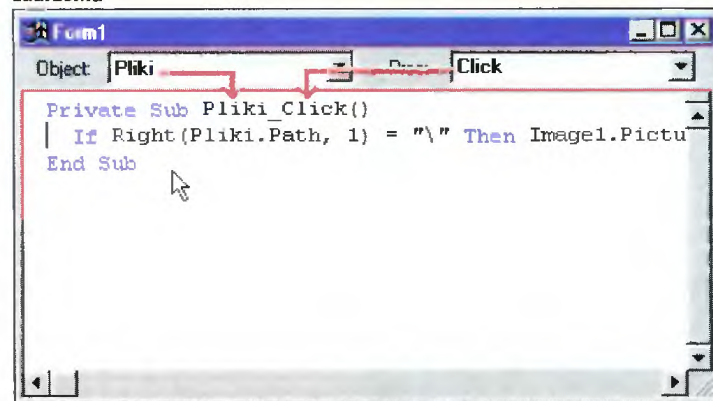 Form1
Object: Pliki Click
Private Sub Pliki_Click()
If Right(Pliki.Path, 1) = "\" Then Image1.Pictu
End Sub